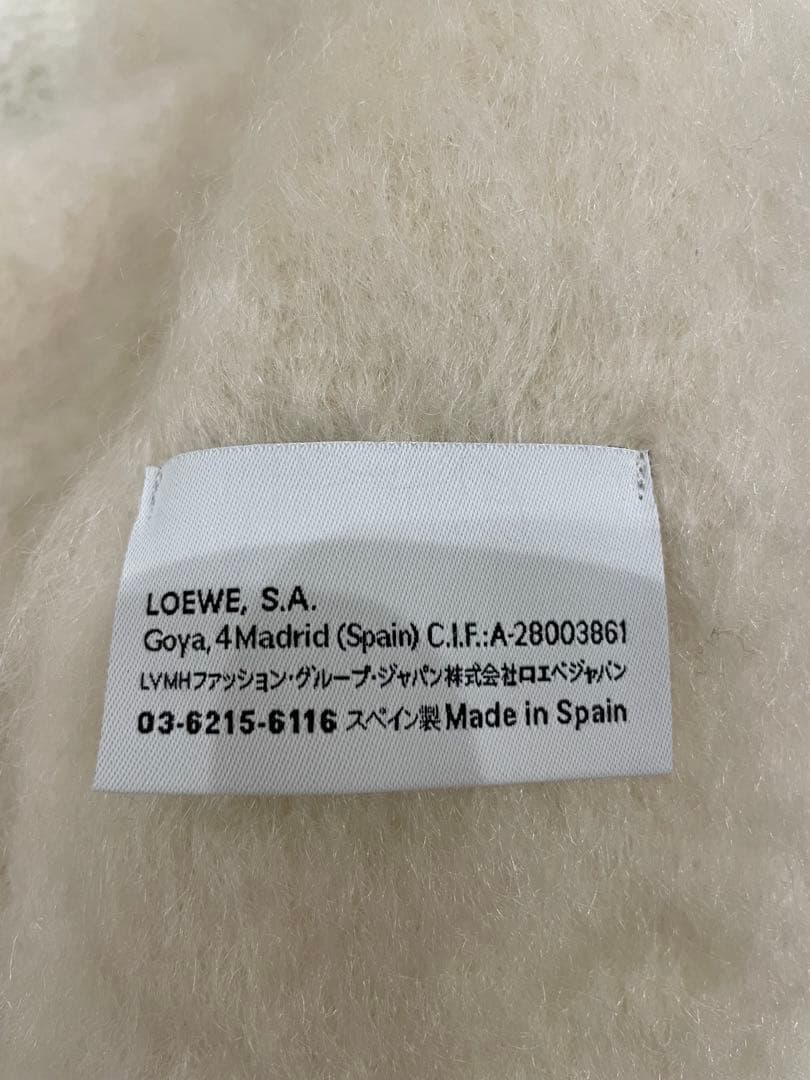 LOEWE, S.A.
Goya, 4 Madrid (Spain) C.I.F.:A-28003861
LVMHファッション・グループ・ジャパン株式会社ロエベジャパン
03-6215-6116 スペイン製 Made in Spain